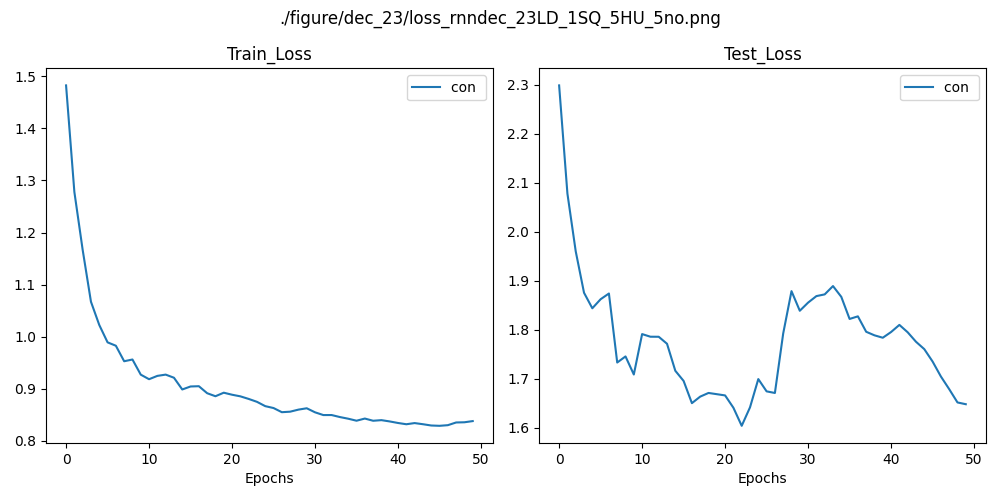 ./figure/dec_23/loss_rnndec_23LD_1SQ_5HU_5no.png
Train_Loss
con
1.5
1.4
1.3
1.2
1.1
1.0
0.9
0.8
0 10 20 30 40 50
Epochs
Test_Loss
con
2.3
2.2
2.1
2.0
1.9
1.8
1.7
1.6
0 10 20 30 40 50
Epochs